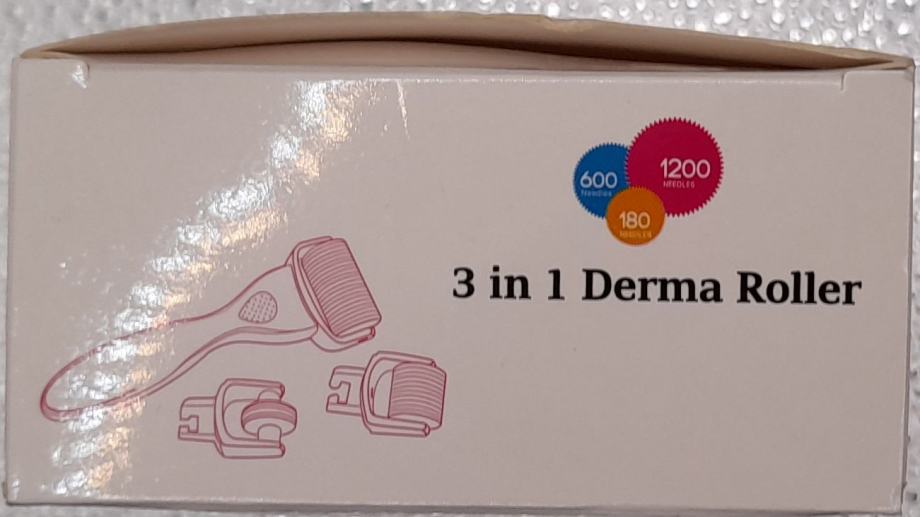 1200
NEEDLES
600
Needles
180
NEEDLES
3 in 1 Derma Roller